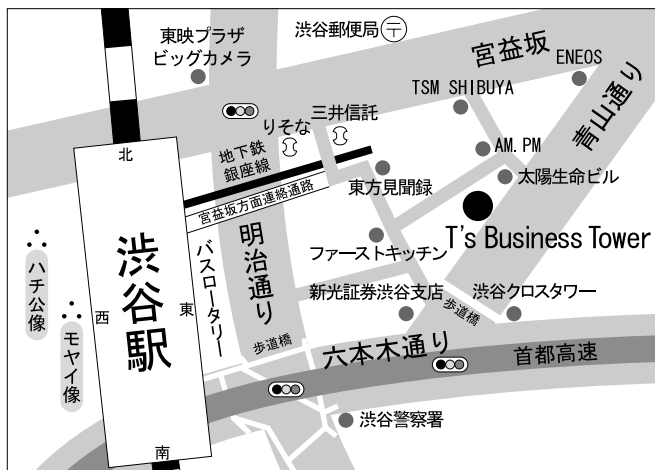 東映プラザ
ビッグカメラ
渋谷郵便局
宮益坂
ENEOS
TSM SHIBUYA
青山通り
三井信託
りそな
地下鉄
銀座線
宮益坂方面連絡通路
AM.PM
太陽生命ビル
東方見聞録
T's Business Tower
ファーストキッチン
新光証券渋谷支店
渋谷クロスタワー
歩道橋
明治通り
バスロータリー
歩道橋
六本木通り
首都高速
渋谷警察署
北
渋谷駅
西
東
南
ハチ公像
モヤイ像